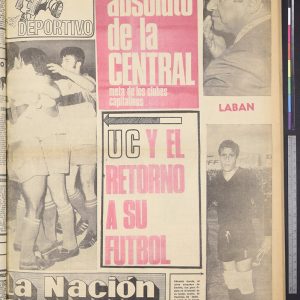 DEPORTIVO
absoluto
de la
CENTRAL
meta de los clubes
capitalinos
LABAN
UC Y EL
RETORNO
A SU
FUTBOL
La Nación